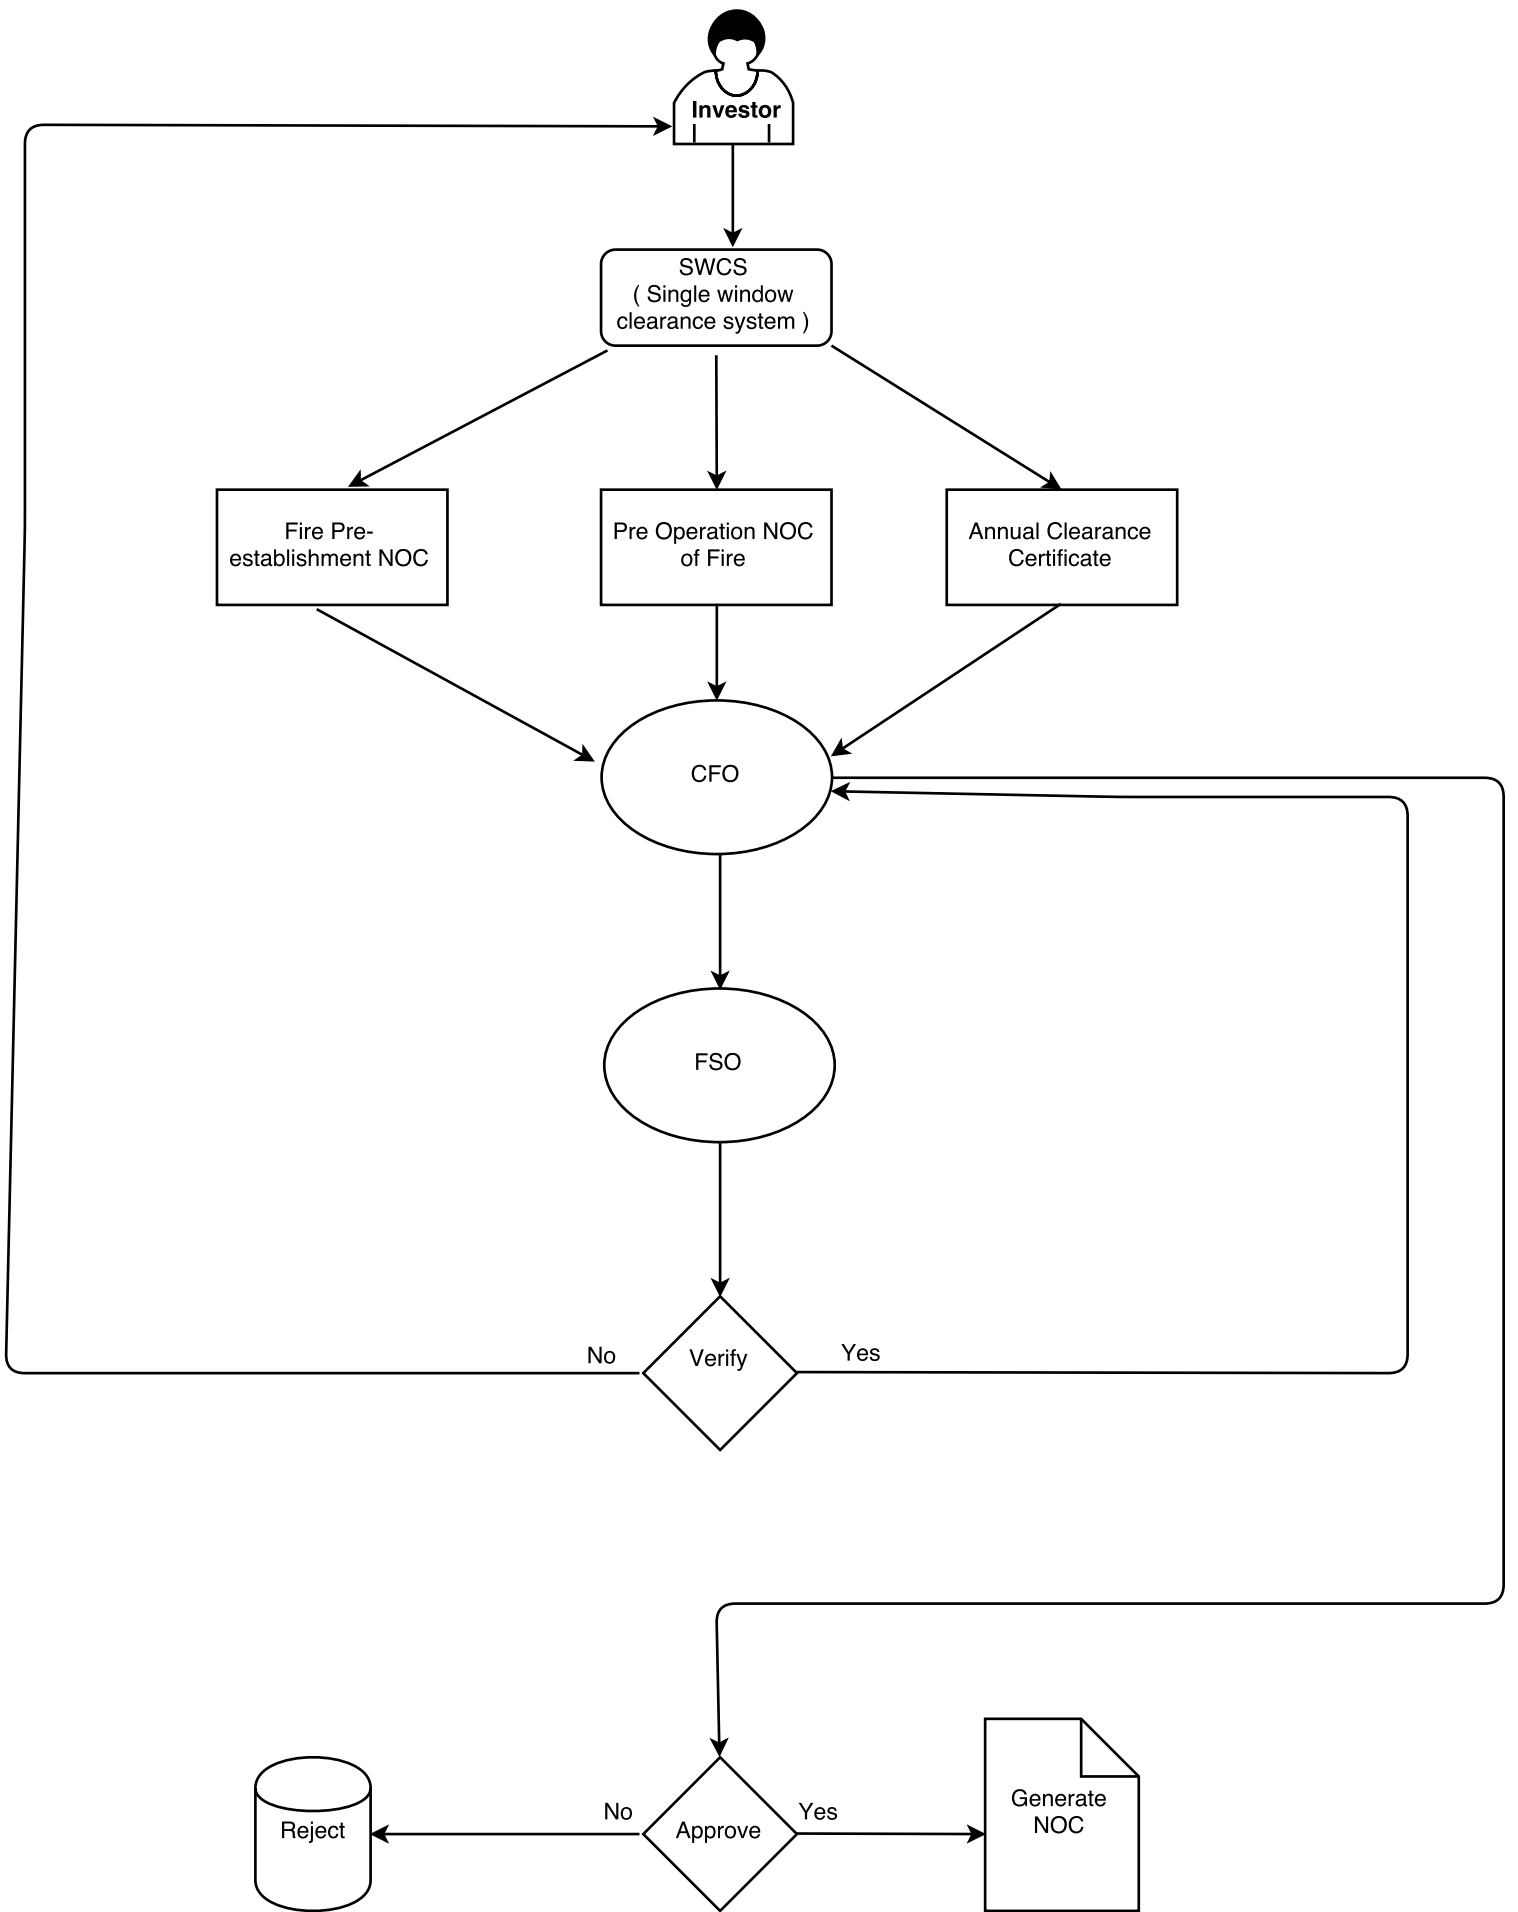 Investor
SWCS
( Single window
clearance system )
Fire Pre-
establishment NOC
Pre Operation NOC
of Fire
Annual Clearance
Certificate
CFO
FSO
No
Verify
Yes
No
Yes
Reject
Approve
Generate
NOC